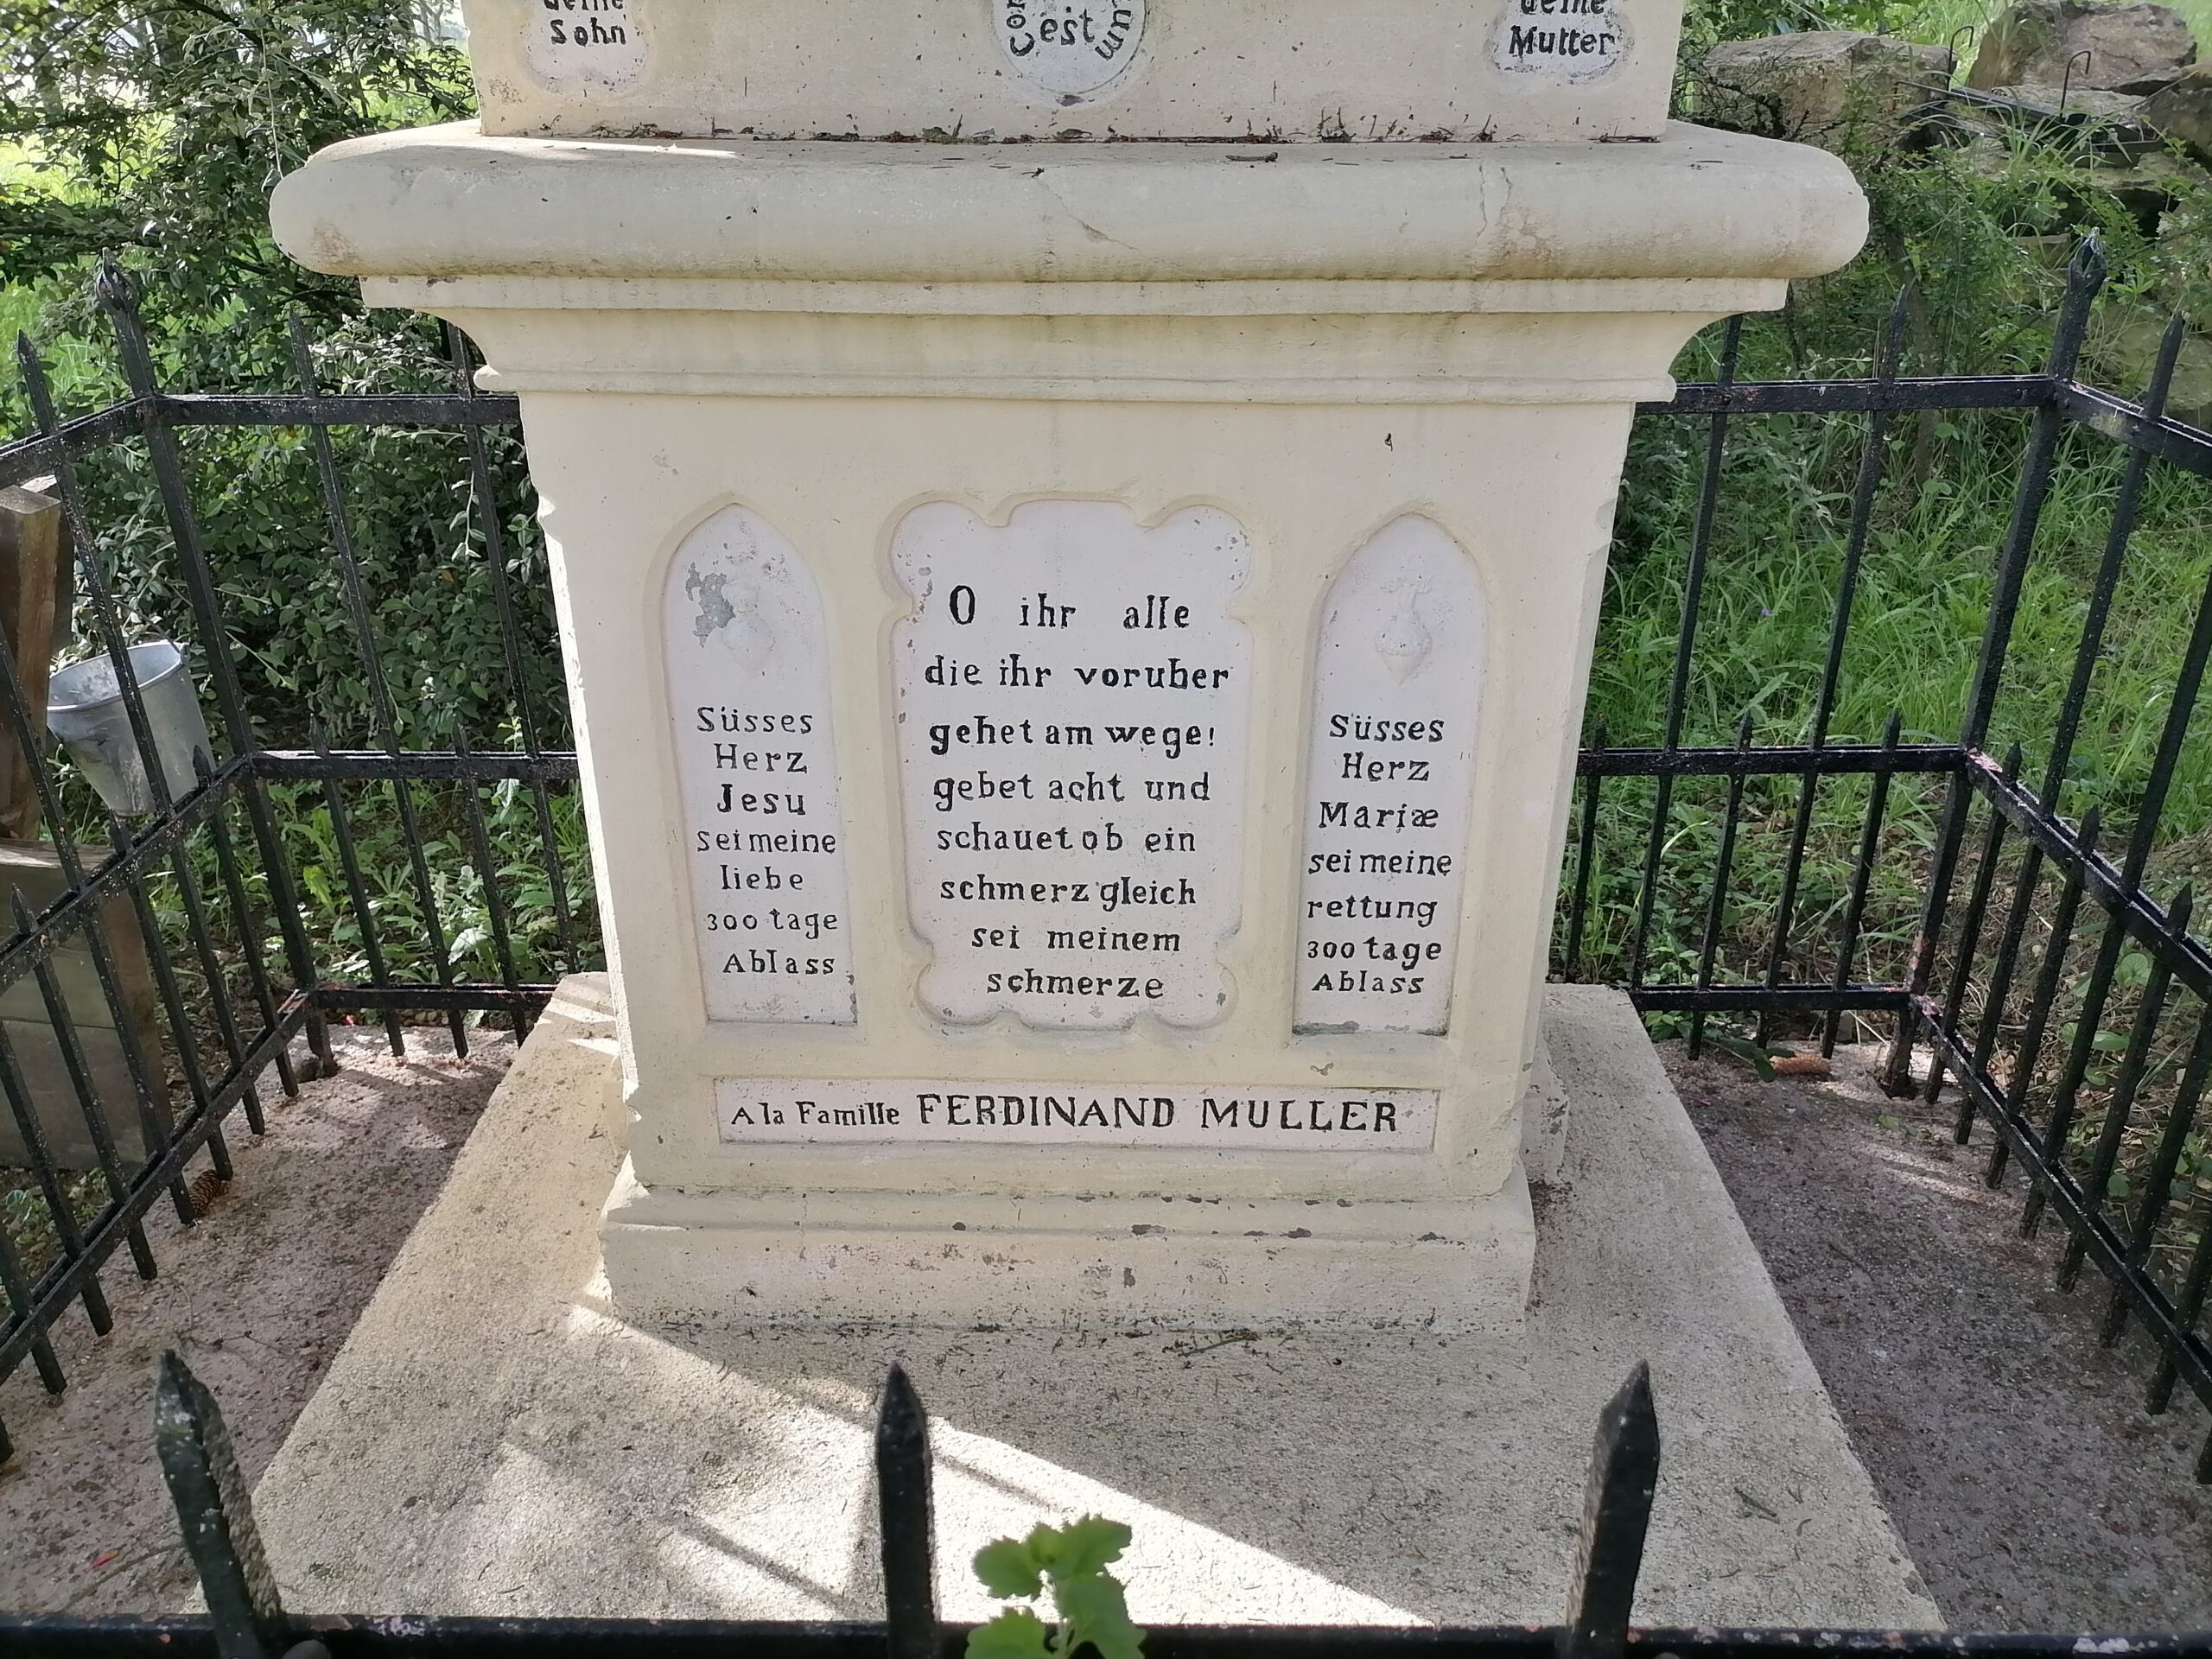 deine
Sohn
est
deine
Mutter
Süsses
Herz
Jesu
sei meine
liebe
300 tage
Ablass
O ihr alle
die ihr voruber
gehet am wege!
gebet acht und
schauet ob ein
schmerz gleich
sei meinem
schmerze
Süsses
Herz
Mariæ
sei meine
rettung
300 tage
Ablass
A la Famille FERDINAND MULLER